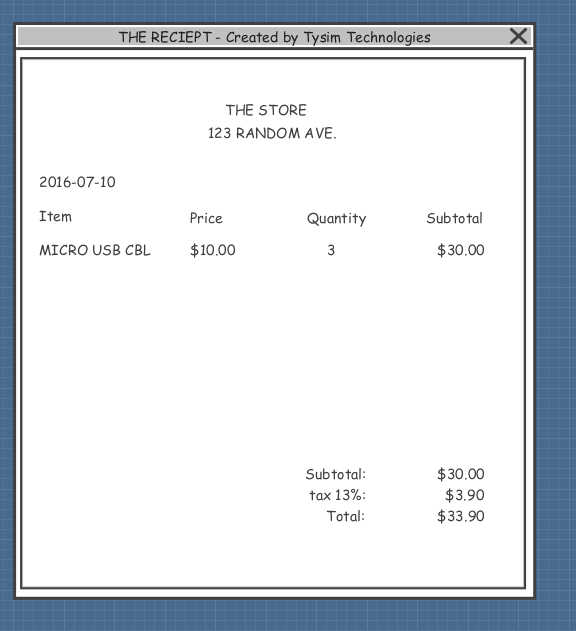 THE RECIEPT - Created by Tysim Technologies
THE STORE
123 RANDOM AVE.
2016-07-10
Item Price Quantity Subtotal
MICRO USB CBL $10.00 3 $30.00
Subtotal: $30.00
tax 13%: $3.90
Total: $33.90